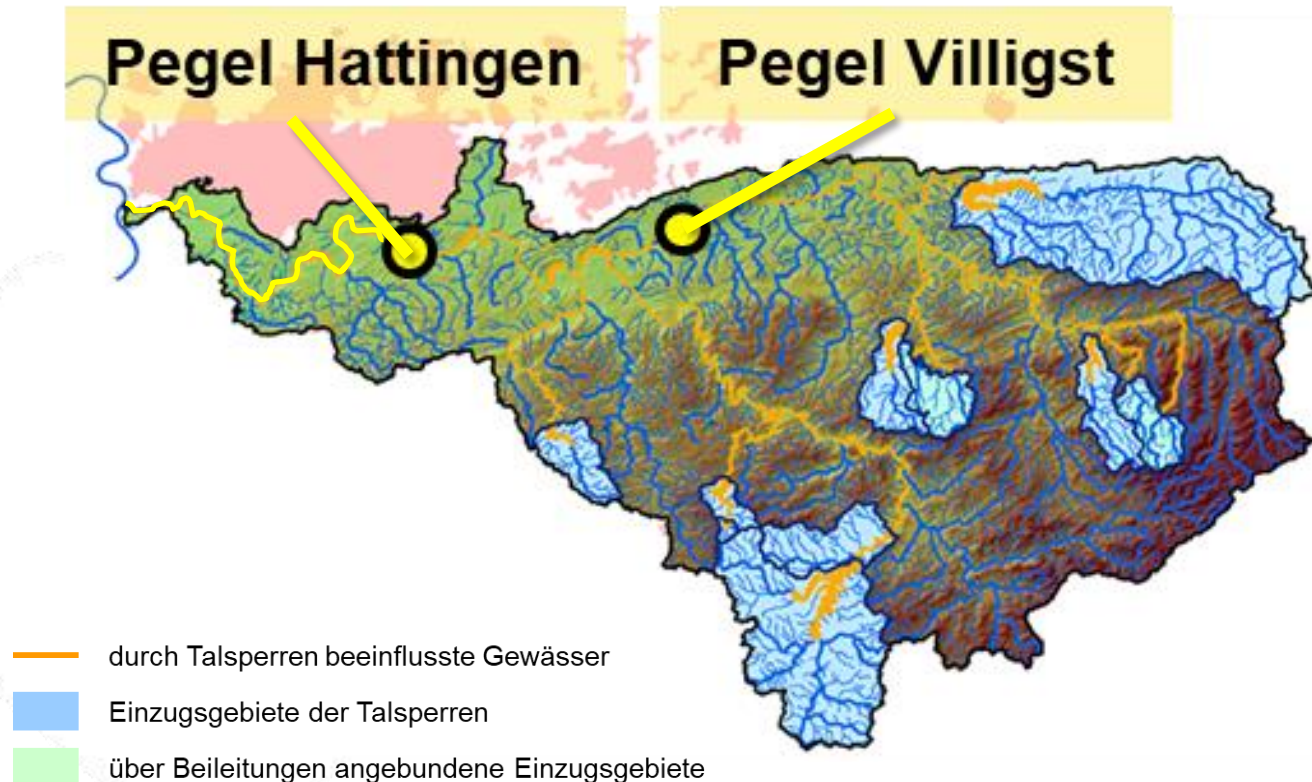 Pegel Hattingen
Pegel Villigst
durch Talsperren beeinflusste Gewässer
Einzugsgebiete der Talsperren
über Beileitungen angebundene Einzugsgebiete